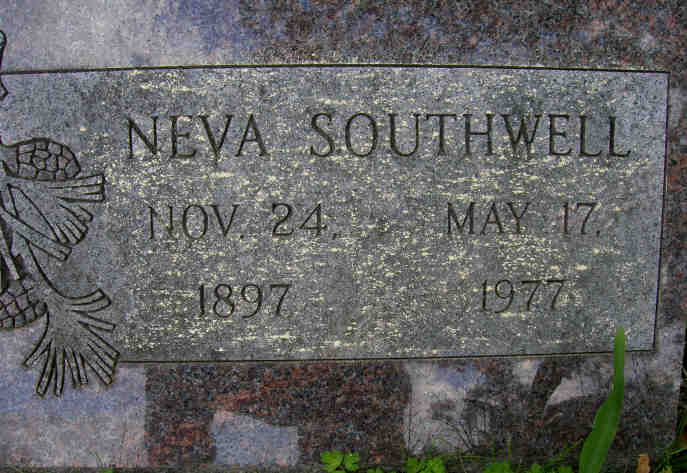 NEVA SOUTHWELL
NOV. 24, MAY 17,
1897 1977